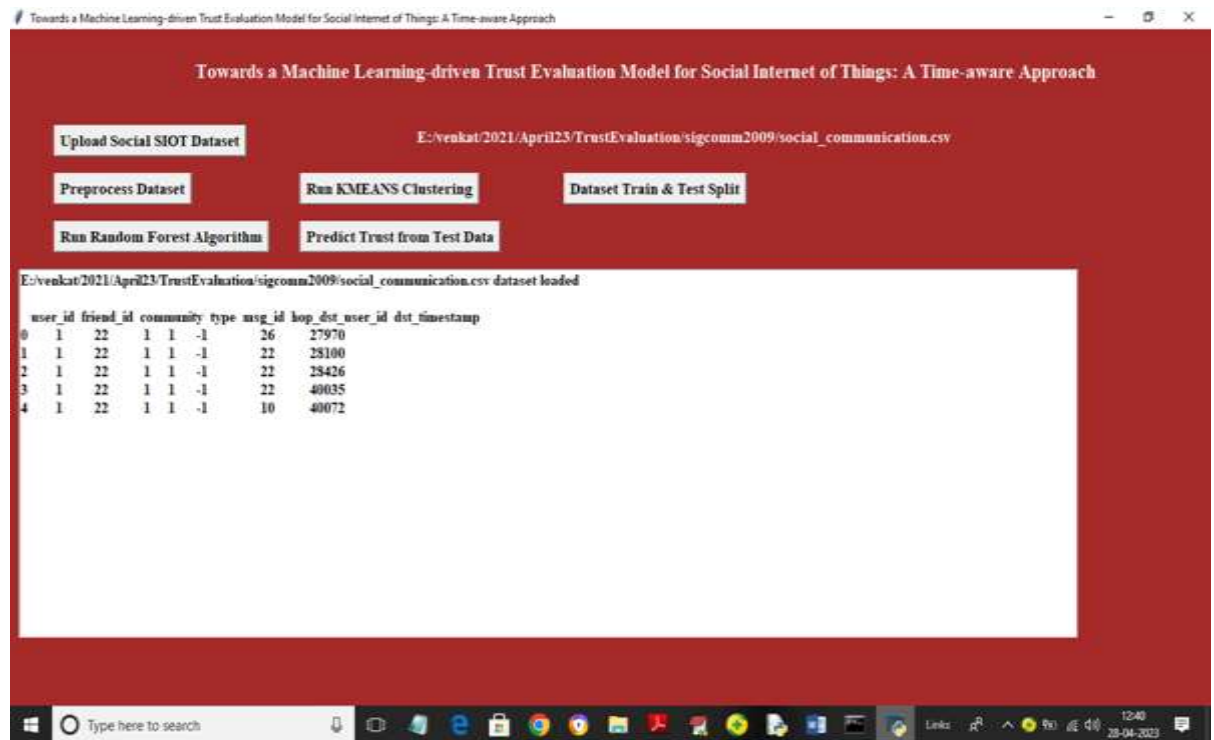 Towards a Machine Learning-driven Trust Evaluation Model for Social Internet of Things: A Time-aware Approach
Towards a Machine Learning-driven Trust Evaluation Model for Social Internet of Things: A Time-aware Approach
Upload Social SIOT Dataset
E:/venkat/2021/April23/TrustEvaluation/sigcomm2009/social_communication.csv
Preprocess Dataset
Run KMEANS Clustering
Dataset Train & Test Split
Run Random Forest Algorithm
Predict Trust from Test Data
E:/venkat/2021/April23/TrustEvaluation/sigcomm2009/social_communication.csv dataset loaded
user_id friend_id community type msg_id hop_dst_user_id dst_timestamp
0 1 22 1 1 -1 26 27970
1 1 22 1 1 -1 22 28100
2 1 22 1 1 -1 22 28426
3 1 22 1 1 -1 22 40035
4 1 22 1 1 -1 10 40072
Type here to search
Links
12:40
28-04-2023